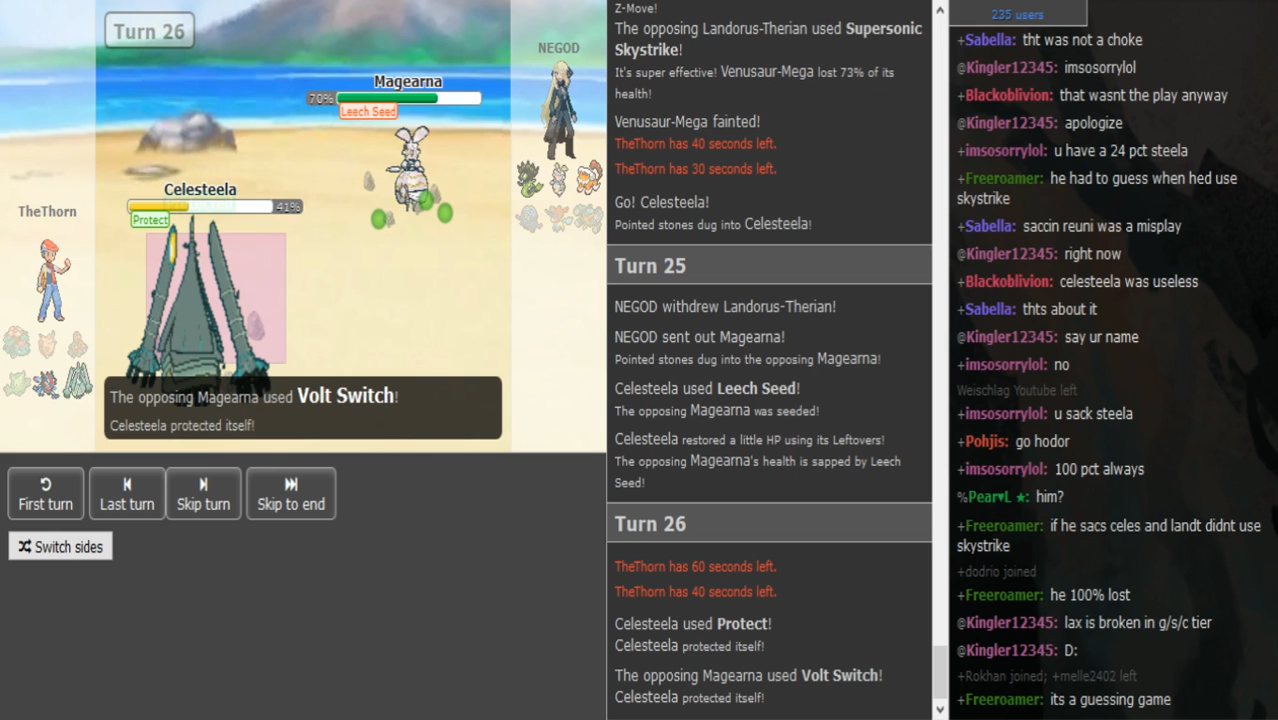 Turn 26
NEGOD
Magearna
70%
Leech Seed
Celesteela
41%
Protect
TheThorn
The opposing Magearna used Volt Switch!
Celesteela protected itself!
First turn
Last turn
Skip turn
Skip to end
Switch sides
Z-Move!
The opposing Landorus-Therian used Supersonic
Skystrike!
It's super effective! Venusaur-Mega lost 73% of its
health!
Venusaur-Mega fainted!
TheThorn has 40 seconds left.
TheThorn has 30 seconds left.
Go! Celesteela!
Pointed stones dug into Celesteela!
Turn 25
NEGOD withdrew Landorus-Therian!
NEGOD sent out Magearna!
Pointed stones dug into the opposing Magearna!
Celesteela used Leech Seed!
The opposing Magearna was seeded!
Celesteela restored a little HP using its Leftovers!
The opposing Magearna's health is sapped by Leech
Seed!
Turn 26
TheThorn has 60 seconds left.
TheThorn has 40 seconds left.
Celesteela used Protect!
Celesteela protected itself!
The opposing Magearna used Volt Switch!
Celesteela protected itself!
235 users
+Sabella: tht was not a choke
@Kingler12345: imsosorrylol
+Blackoblivion: that wasnt the play anyway
@Kingler12345: apologize
+imsosorrylol: u have a 24 pct steela
+Freeroamer: he had to guess when hed use
skystrike
+Sabella: saccin reuni was a misplay
@Kingler12345: right now
+Blackoblivion: celesteela was useless
+Sabella: thts about it
@Kingler12345: say ur name
+imsosorrylol: no
Weischlag Youtube left
+imsosorrylol: u sack steela
+Pohjis: go hodor
+imsosorrylol: 100 pct always
%Pear♥L ★: him?
+Freeroamer: if he sacs celes and landt didnt use
skystrike
+dodrio joined
+Freeroamer: he 100% lost
@Kingler12345: lax is broken in g/s/c tier
@Kingler12345: D:
+Rokhan joined; +melle2402 left
+Freeroamer: its a guessing game